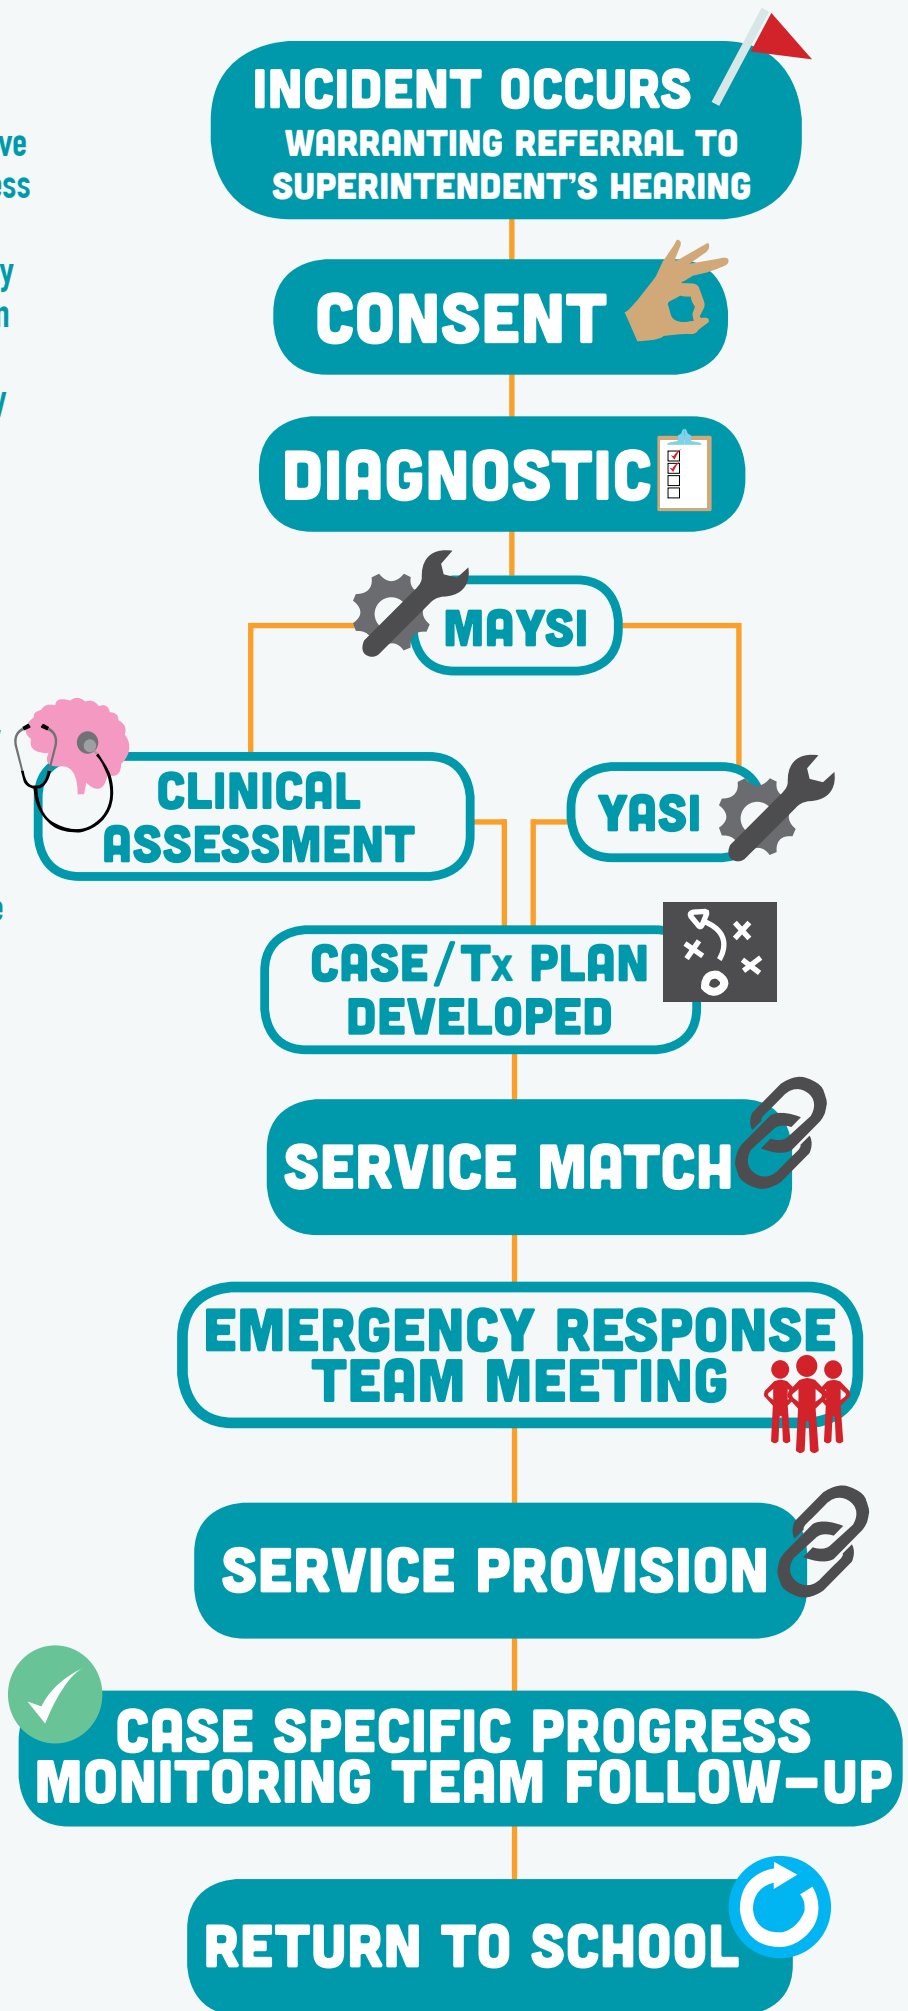 INCIDENT OCCURS
WARRANTING REFERRAL TO
SUPERINTENDENT'S HEARING
CONSENT
DIAGNOSTIC
MAYSI
CLINICAL
ASSESSMENT
YASI
CASE/Tx PLAN
DEVELOPED
SERVICE MATCH
EMERGENCY RESPONSE
TEAM MEETING
SERVICE PROVISION
CASE SPECIFIC PROGRESS
MONITORING TEAM FOLLOW-UP
RETURN TO SCHOOL